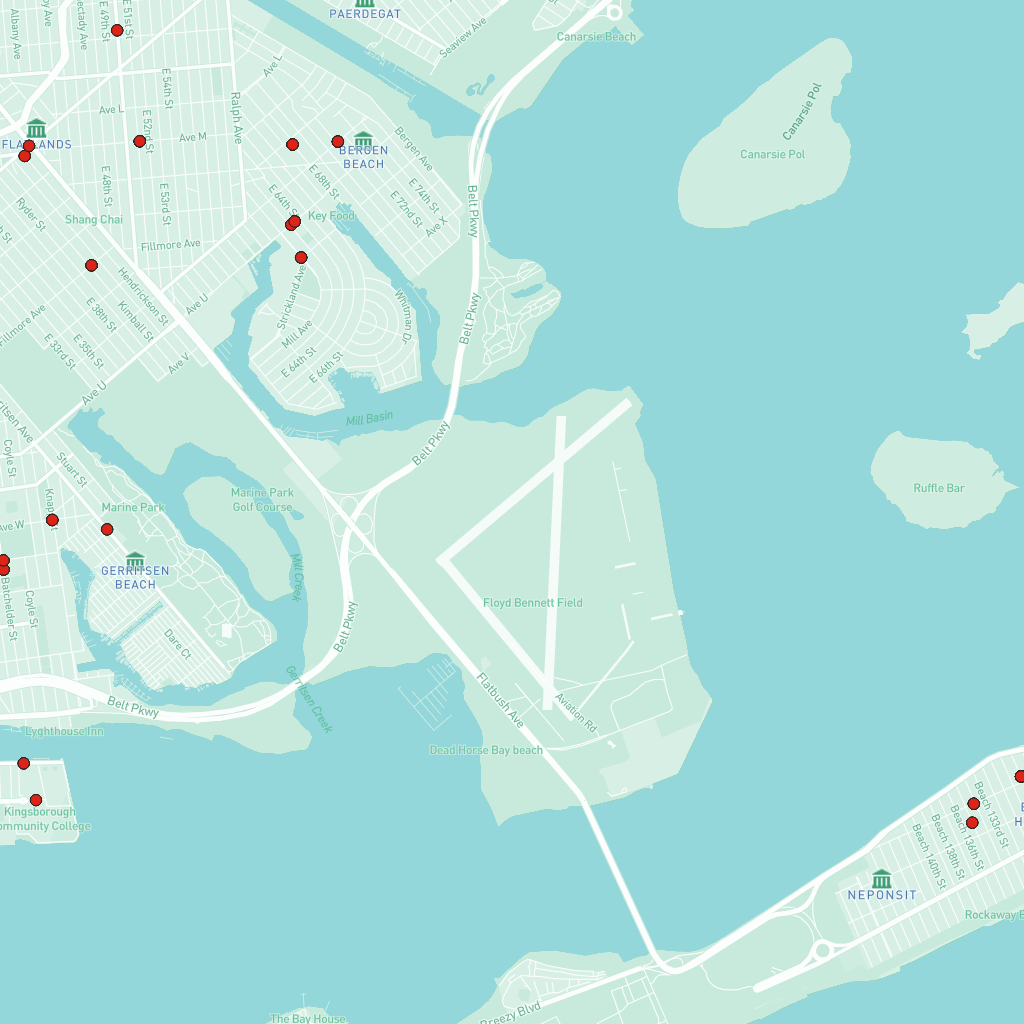 PAERDEGAT
Albany Ave
E 49th St
E 51st St
Seaview Ave
Canarsie Beach
Ave L
E 54th St
Ralph Ave
Ave L
E 52nd St
Ave M
Canarsie Pol
Canarsie Pol
FLATLANDS
BERGEN
BEACH
Bergen Ave
E 48th St
E 53rd St
E 68th St
E 64th St
E 74th St
E 72nd St
Ave X
Belt Pkwy
Ryder St
Shang Chai
Key Food
Fillmore Ave
Hendrickson St
Ave U
Strickland Ave
Mill Ave
Whitman Dr
Belt Pkwy
E 38th St
Kimball St
Fillmore Ave
E 35th St
E 33rd St
Ave V
E 64th St
E 66th St
Ave U
Mill Basin
Belt Pkwy
Coyle St
Stuart St
Marine Park
Golf Course
Ruffle Bar
Marine Park
Ave W
Mill Creek
GERRITSEN
BEACH
Batchelder St
Coyle St
Floyd Bennett Field
Belt Pkwy
Dare Ct
Gerritsen Creek
Flatbush Ave
Aviation Rd
Belt Pkwy
Lyghthouse Inn
Dead Horse Bay beach
Kingsborough
Community College
Beach 133rd St
Beach 136th St
Beach 138th St
Beach 140th St
NEPONSIT
Breezy Blvd
The Bay House